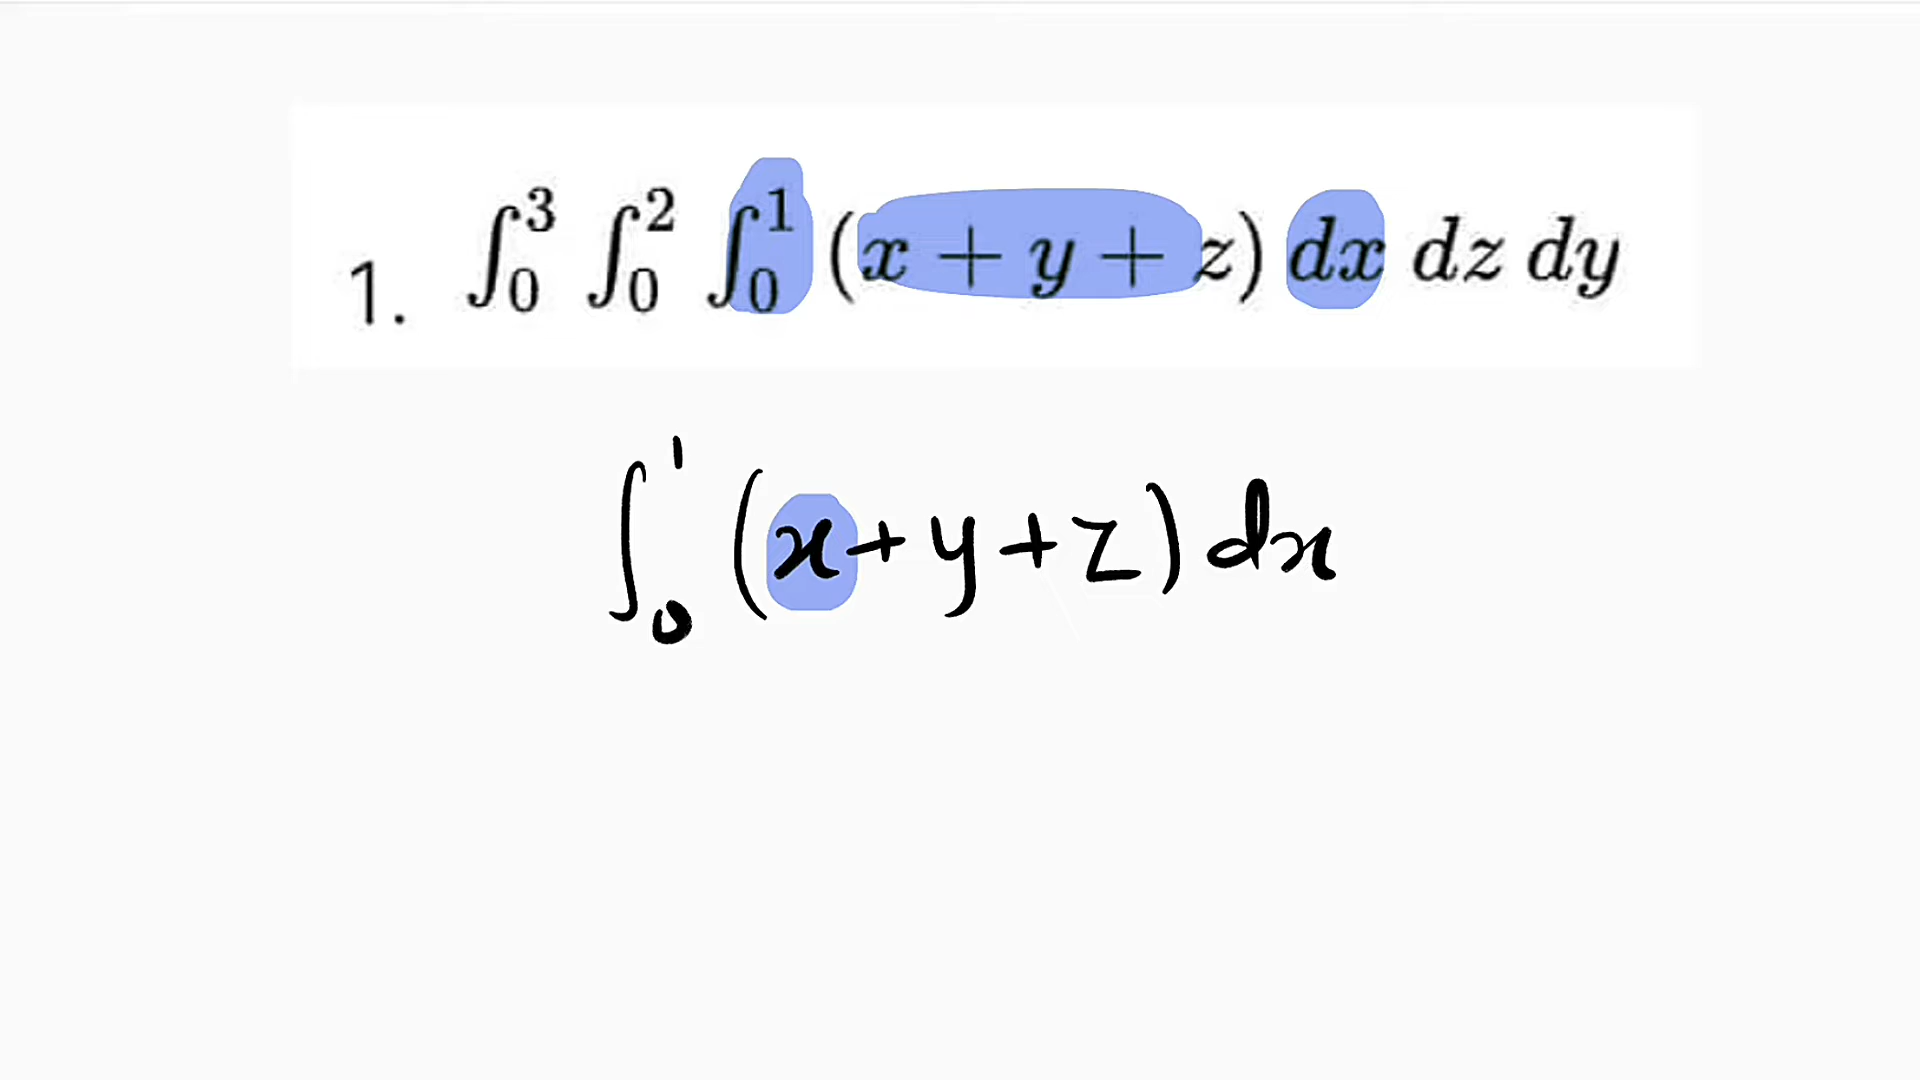 1. ∫₀³ ∫₀² ∫₀¹ (x + y + z) dx dz dy
∫₀¹ (x+y+z) dx